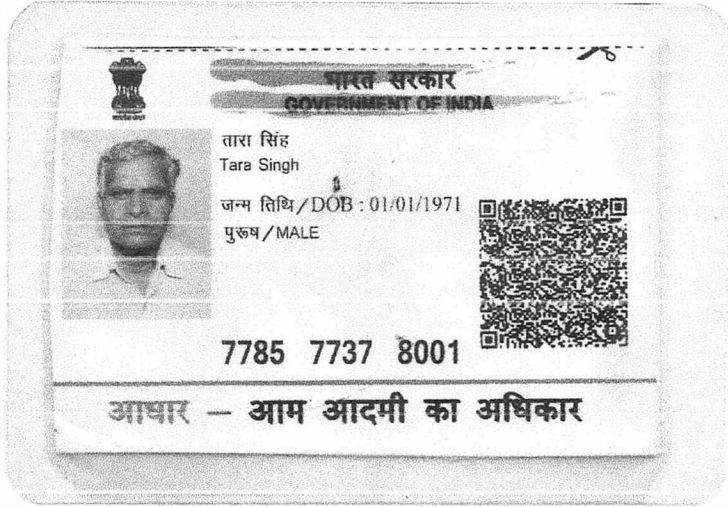 भारत सरकार
GOVERNMENT OF INDIA
तारा सिंह
Tara Singh
जन्म तिथि/DOB : 01/01/1971
पुरूष/MALE
7785 7737 8001
आधार – आम आदमी का अधिकार